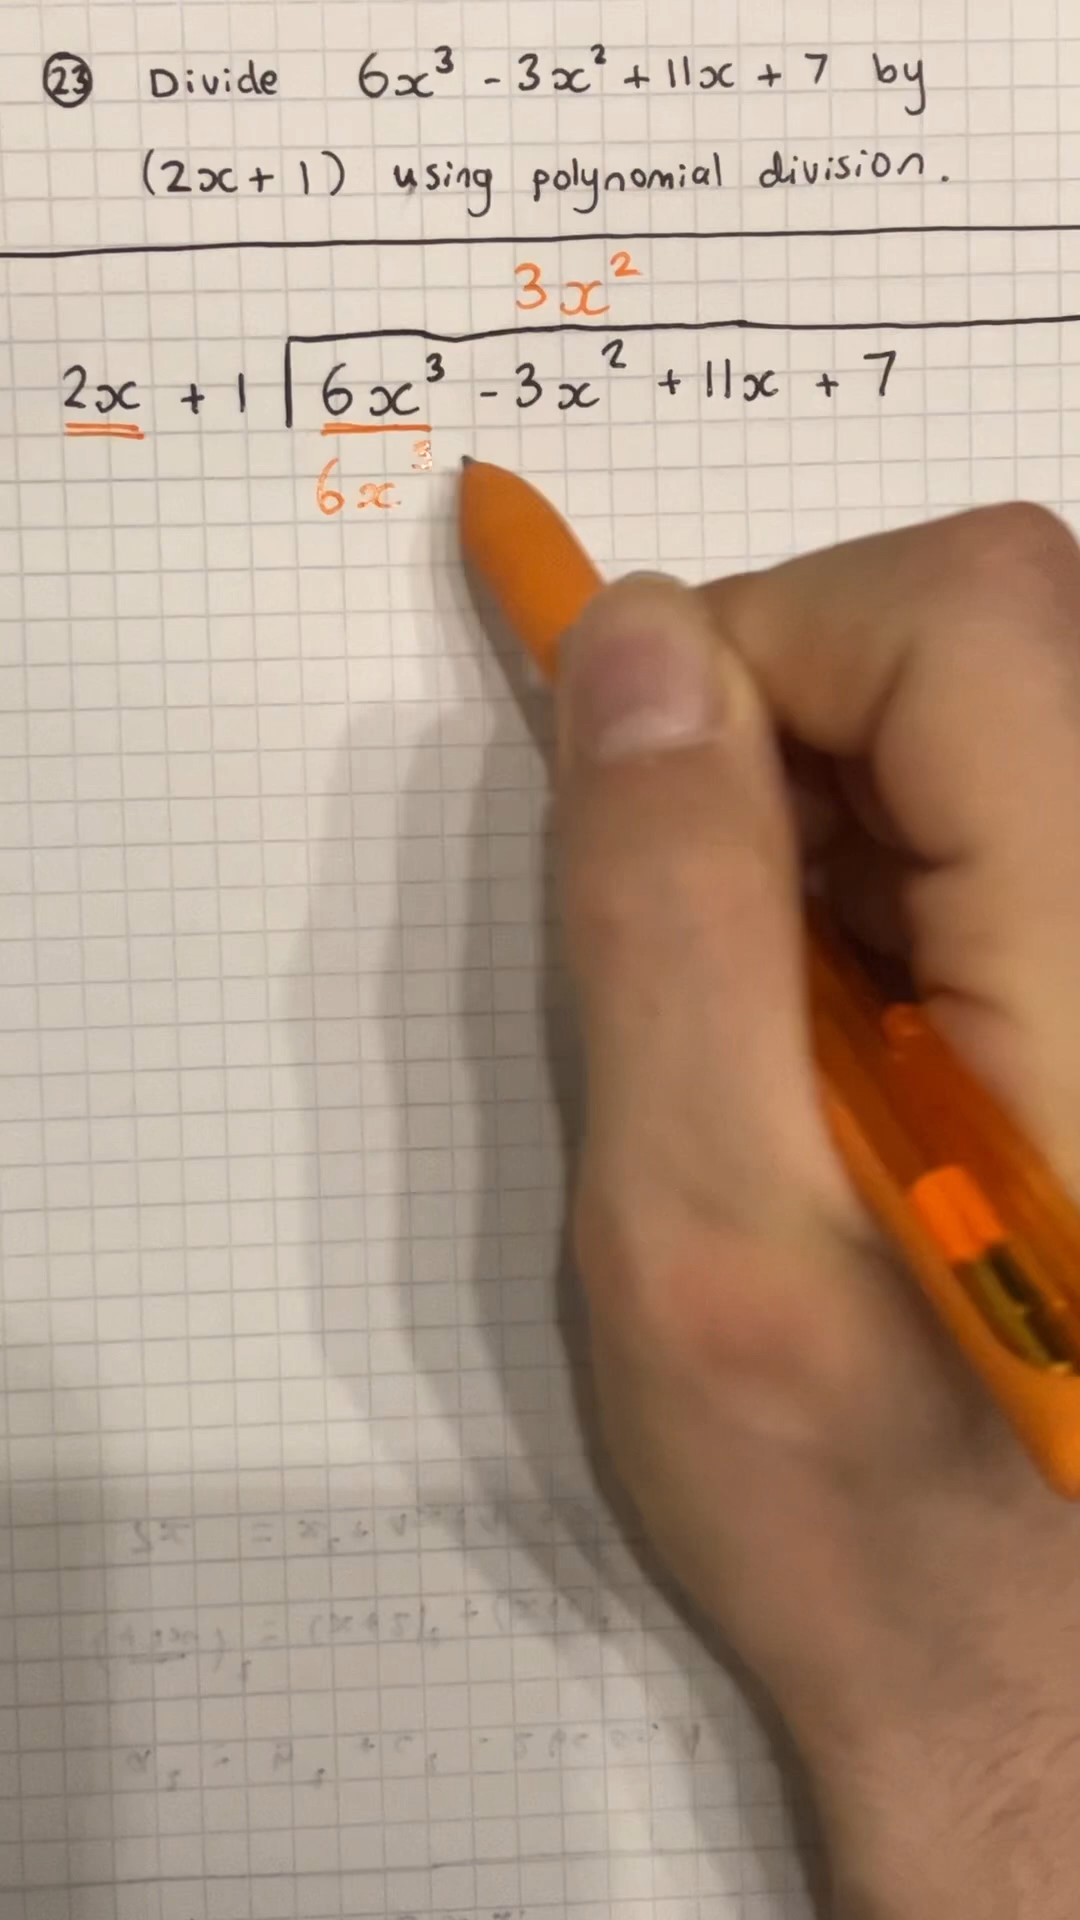 23 Divide 6x³ - 3x² + 11x + 7 by
(2x + 1) using polynomial division.
3x²
2x + 1 6x³ - 3x² + 11x + 7
6x³